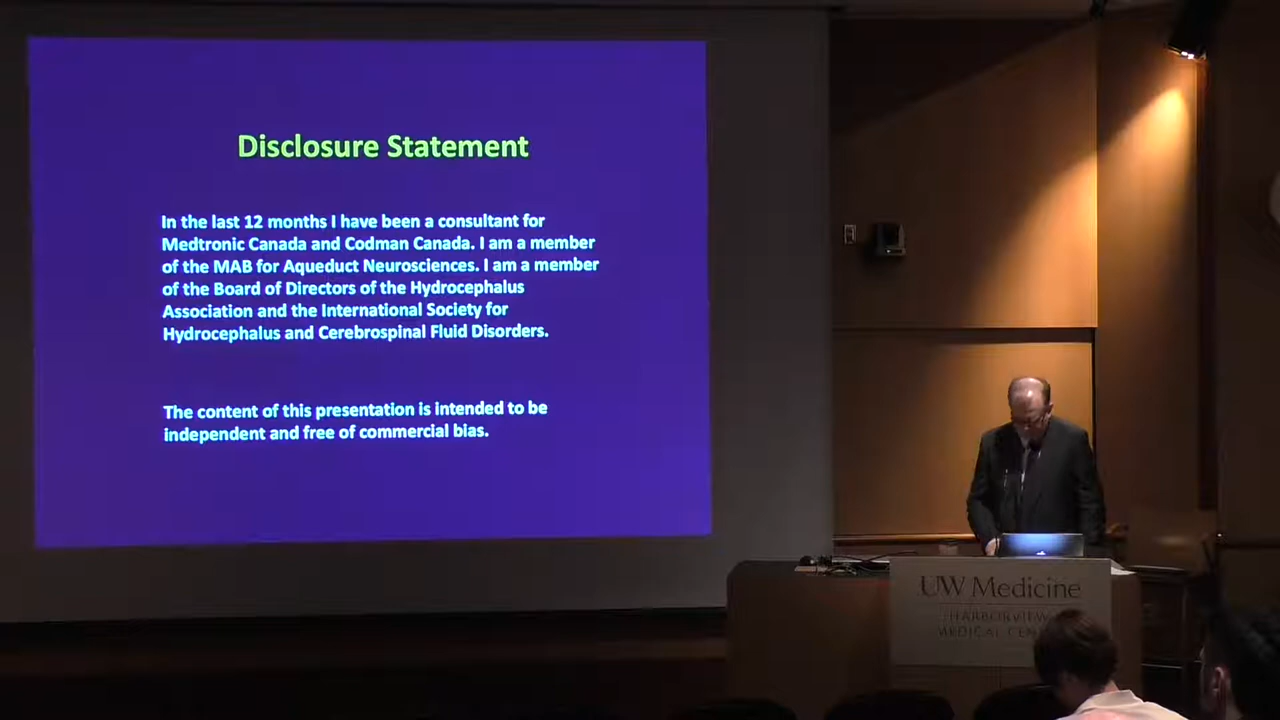 Disclosure Statement
In the last 12 months I have been a consultant for
Medtronic Canada and Codman Canada. I am a member
of the MAB for Aqueduct Neurosciences. I am a member
of the Board of Directors of the Hydrocephalus
Association and the International Society for
Hydrocephalus and Cerebrospinal Fluid Disorders.
The content of this presentation is intended to be
independent and free of commercial bias.
UW Medicine
HARBORVIEW
MEDICAL CEN